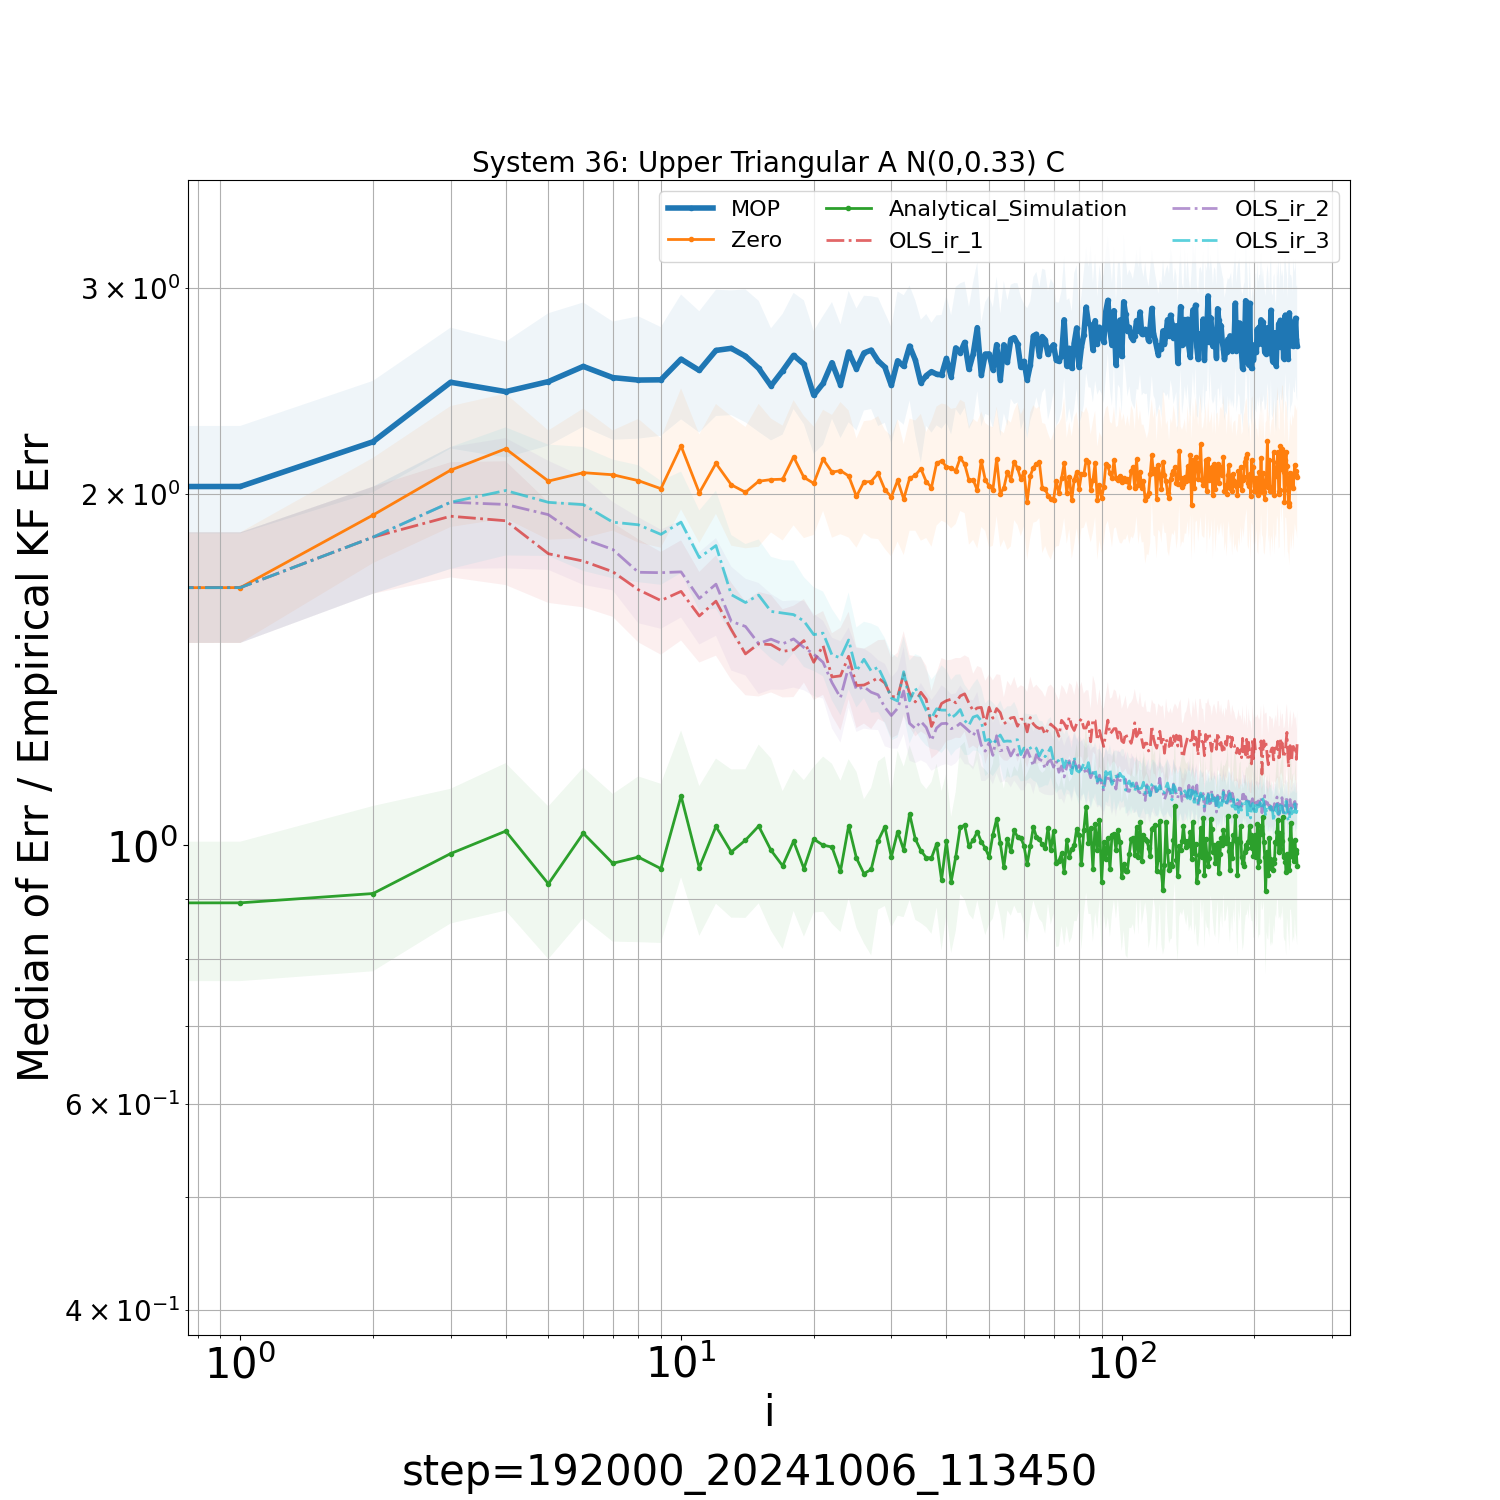 System 36: Upper Triangular A N(0,0.33) C
MOP
Zero
Analytical_Simulation
OLS_ir_1
OLS_ir_2
OLS_ir_3
Median of Err / Empirical KF Err
3 × 10⁰
2 × 10⁰
10⁰
6 × 10⁻¹
4 × 10⁻¹
10⁰ 10¹ 10²
i
step=192000_20241006_113450